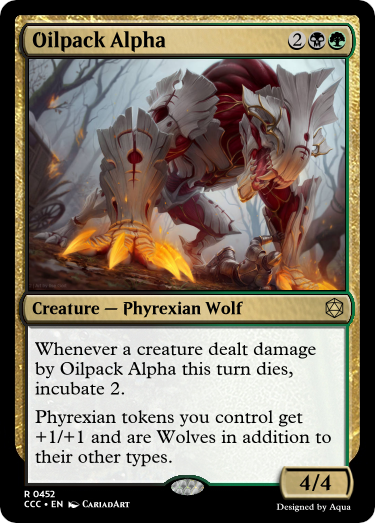 Oilpack Alpha 2
Creature — Phyrexian Wolf
Whenever a creature dealt damage
by Oilpack Alpha this turn dies,
incubate 2.
Phyrexian tokens you control get
+1/+1 and are Wolves in addition to
their other types.
4/4
R 0452
CCC • EN CARIADART
Designed by Aqua